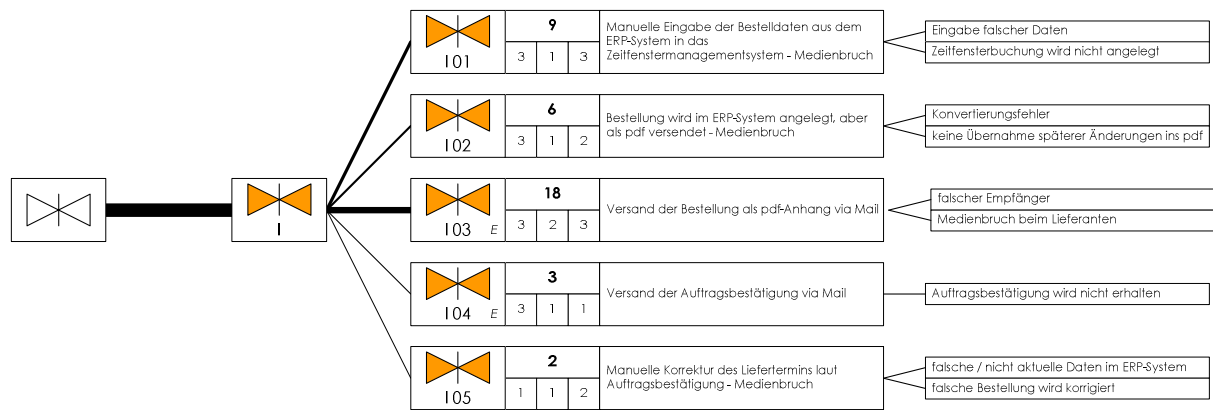 I
9
I01
3 1 3
Manuelle Eingabe der Bestelldaten aus dem
ERP-System in das
Zeitfenstermanagementsystem - Medienbruch
Eingabe falscher Daten
Zeitfensterbuchung wird nicht angelegt
6
I02
3 1 2
Bestellung wird im ERP-System angelegt, aber
als pdf versendet - Medienbruch
Konvertierungsfehler
keine Übernahme späterer Änderungen ins pdf
18
I03 E
3 2 3
Versand der Bestellung als pdf-Anhang via Mail
falscher Empfänger
Medienbruch beim Lieferanten
3
I04 E
3 1 1
Versand der Auftragsbestätigung via Mail
Auftragsbestätigung wird nicht erhalten
2
I05
1 1 2
Manuelle Korrektur des Liefertermins laut
Auftragsbestätigung - Medienbruch
falsche / nicht aktuelle Daten im ERP-System
falsche Bestellung wird korrigiert